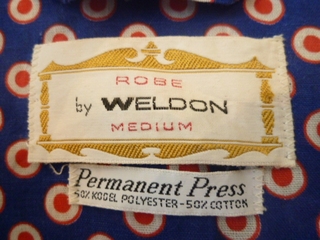 ROBE
by WELDON
MEDIUM
Permanent Press
50% KODEL POLYESTER-50% COTTON